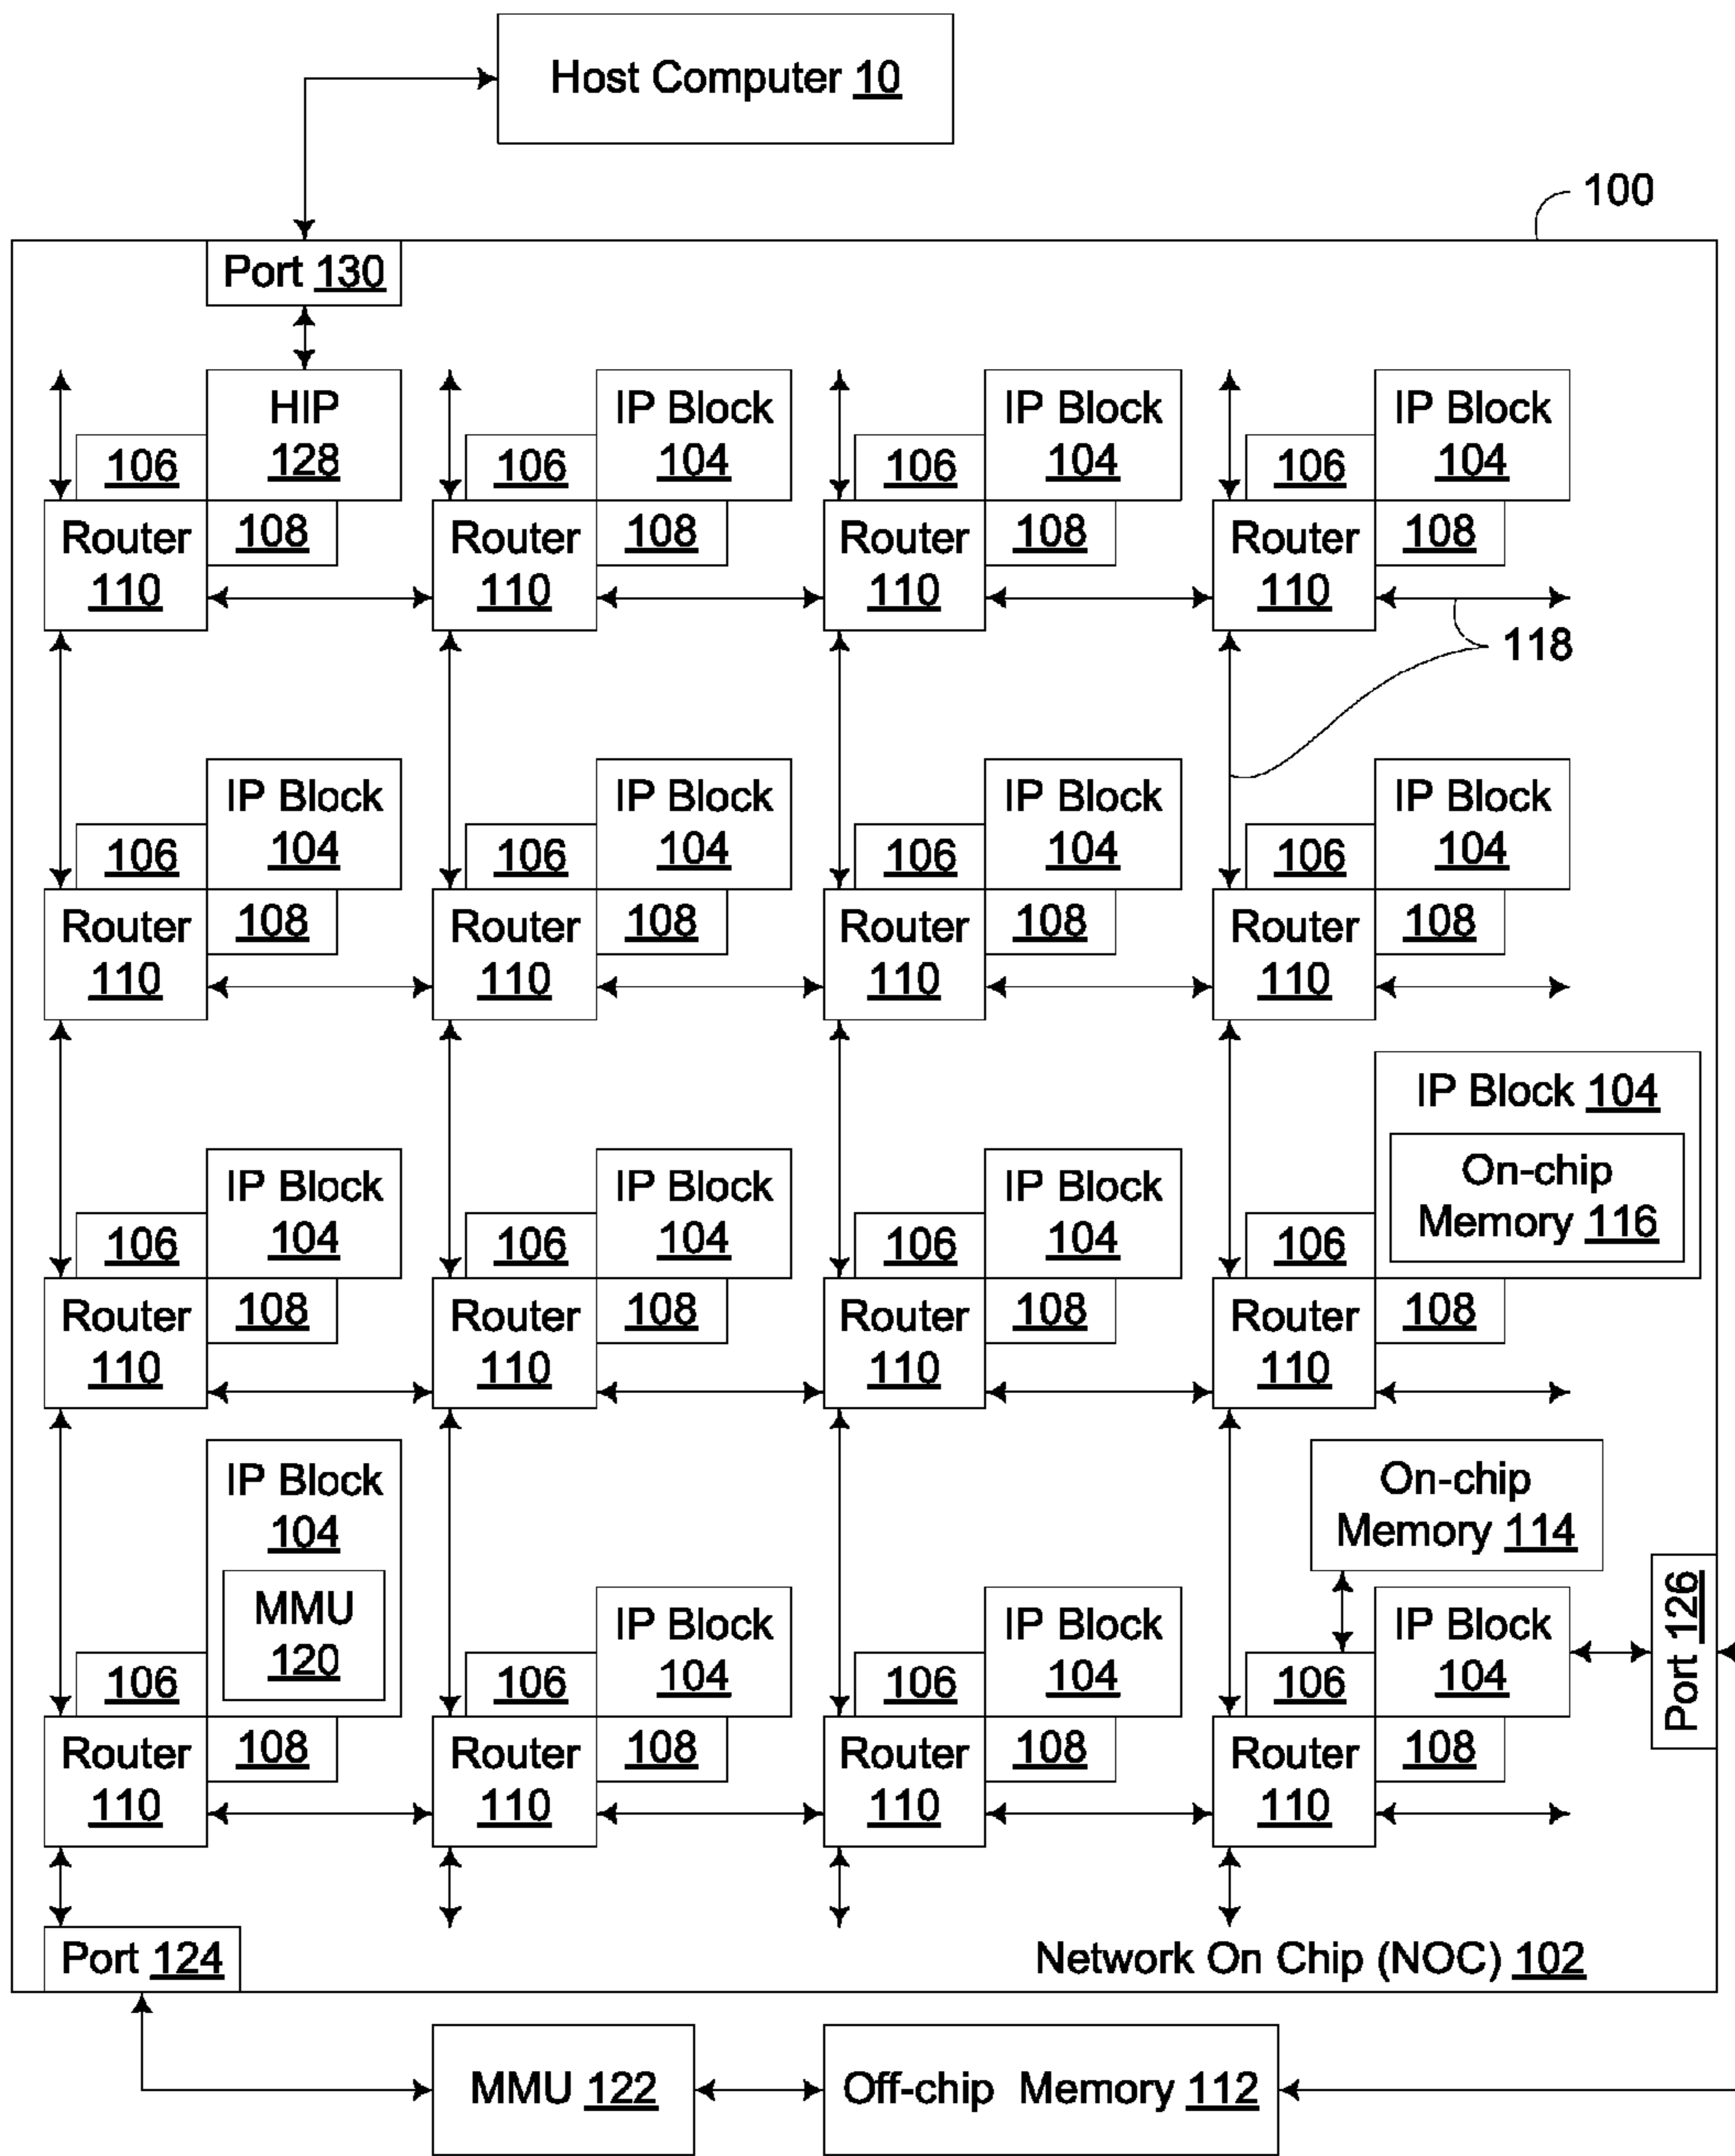 Host Computer 10
100
Port 130
HIP
128
106
108
Router
110
IP Block
104
106
108
Router
110
IP Block
104
106
108
Router
110
IP Block
104
106
108
Router
110
118
IP Block
104
106
108
Router
110
IP Block
104
106
108
Router
110
IP Block
104
106
108
Router
110
IP Block
104
106
108
Router
110
IP Block
104
106
108
Router
110
IP Block
104
106
108
Router
110
IP Block
104
106
108
Router
110
IP Block 104
On-chip
Memory 116
106
108
Router
110
IP Block
104
MMU
120
106
108
Router
110
IP Block
104
106
108
Router
110
IP Block
104
106
108
Router
110
On-chip
Memory 114
IP Block
104
106
108
Router
110
Port 126
Port 124
Network On Chip (NOC) 102
MMU 122
Off-chip Memory 112